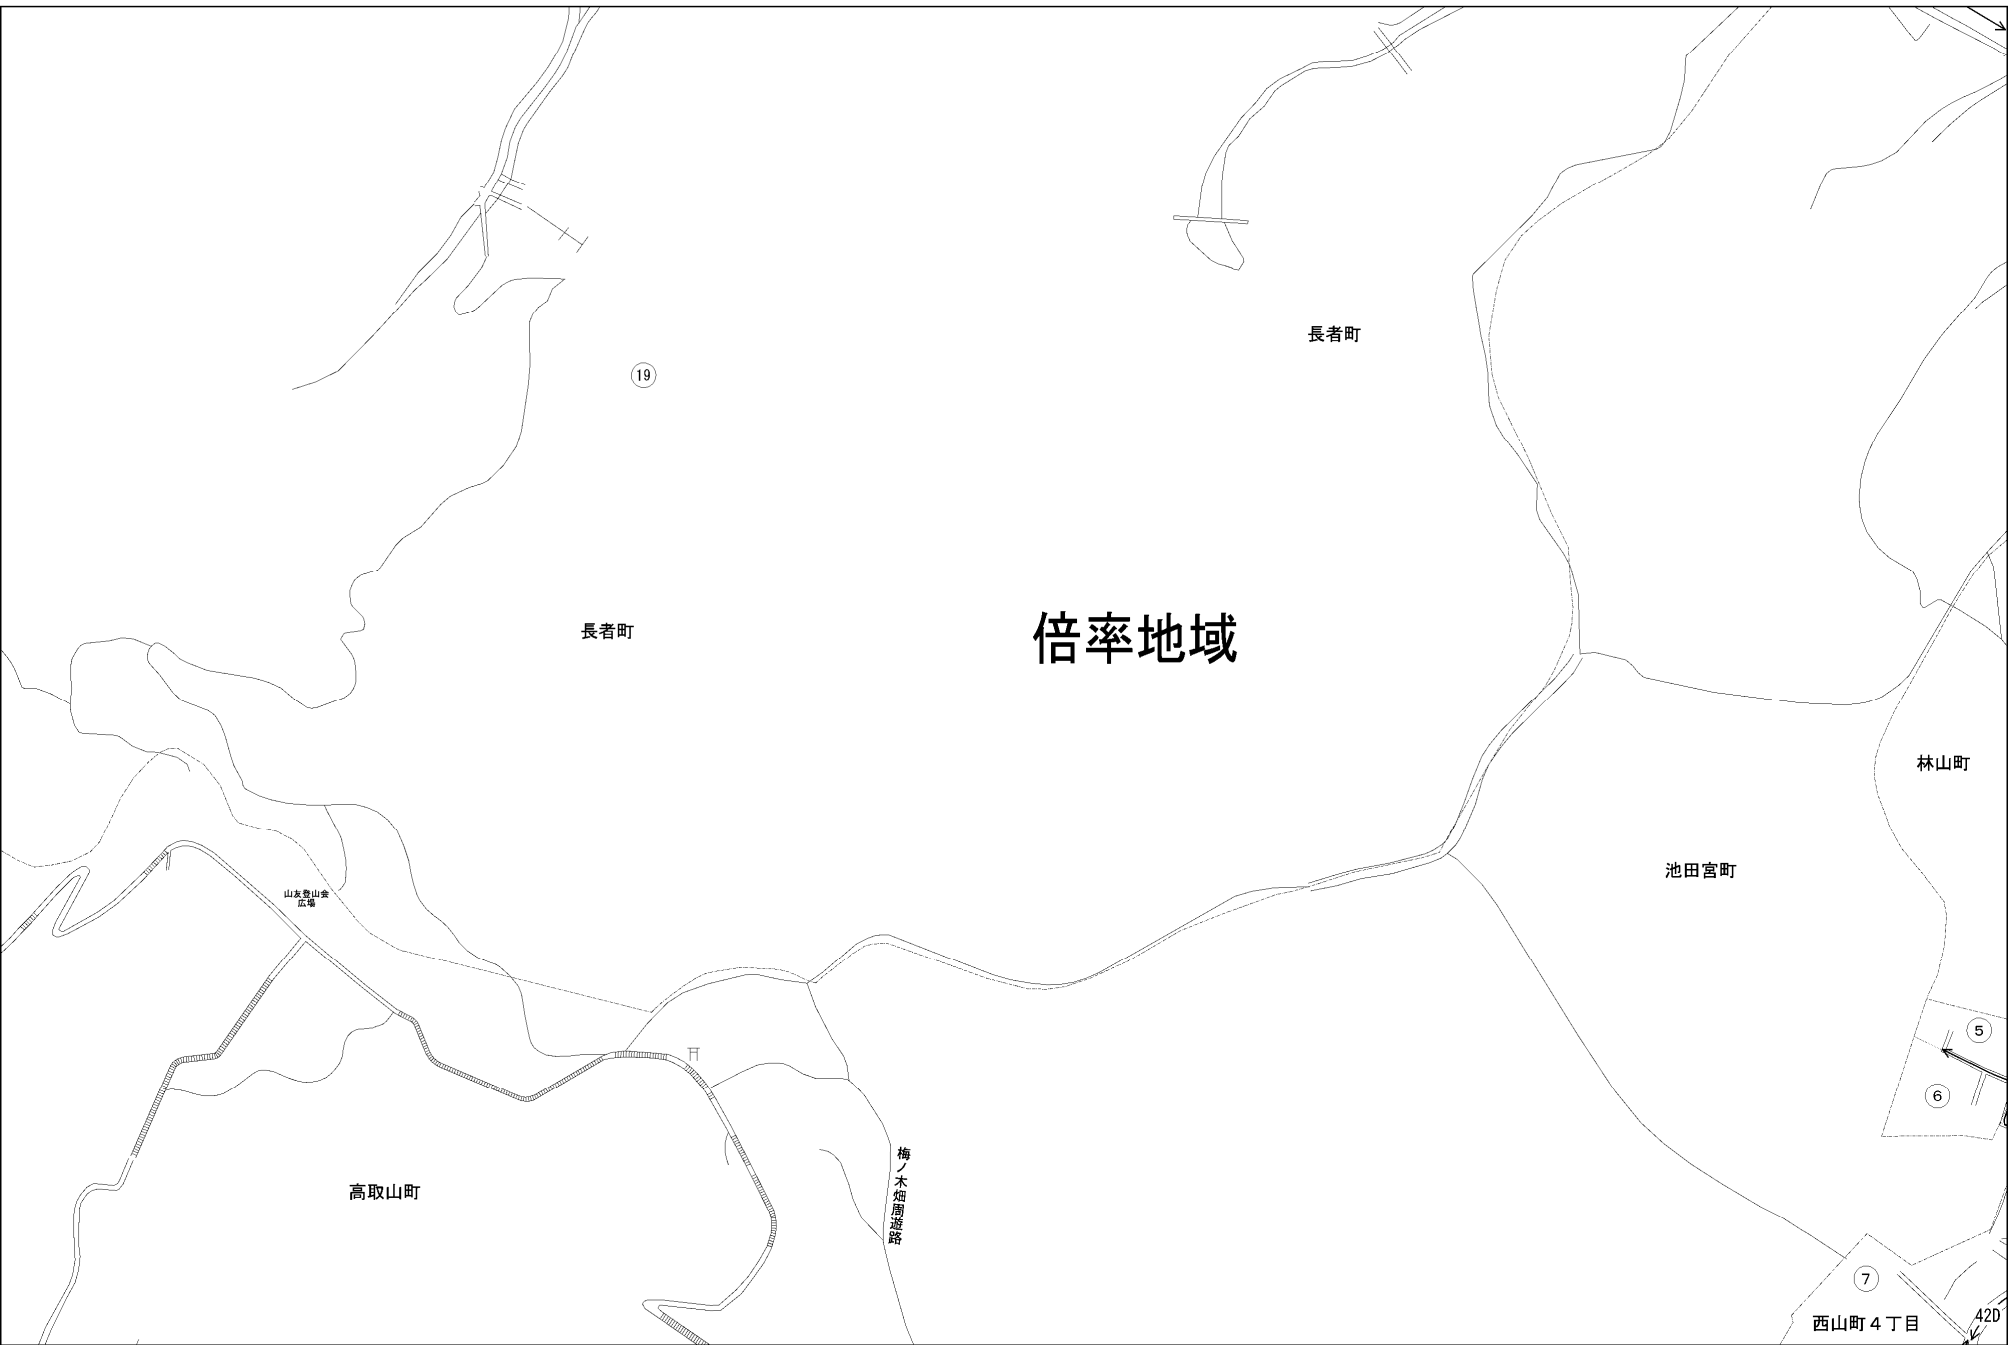 長者町
19
長者町
倍率地域
林山町
池田宮町
山友登山会
広場
5
6
高取山町
梅ノ木畑周遊路
7
42D
西山町4丁目